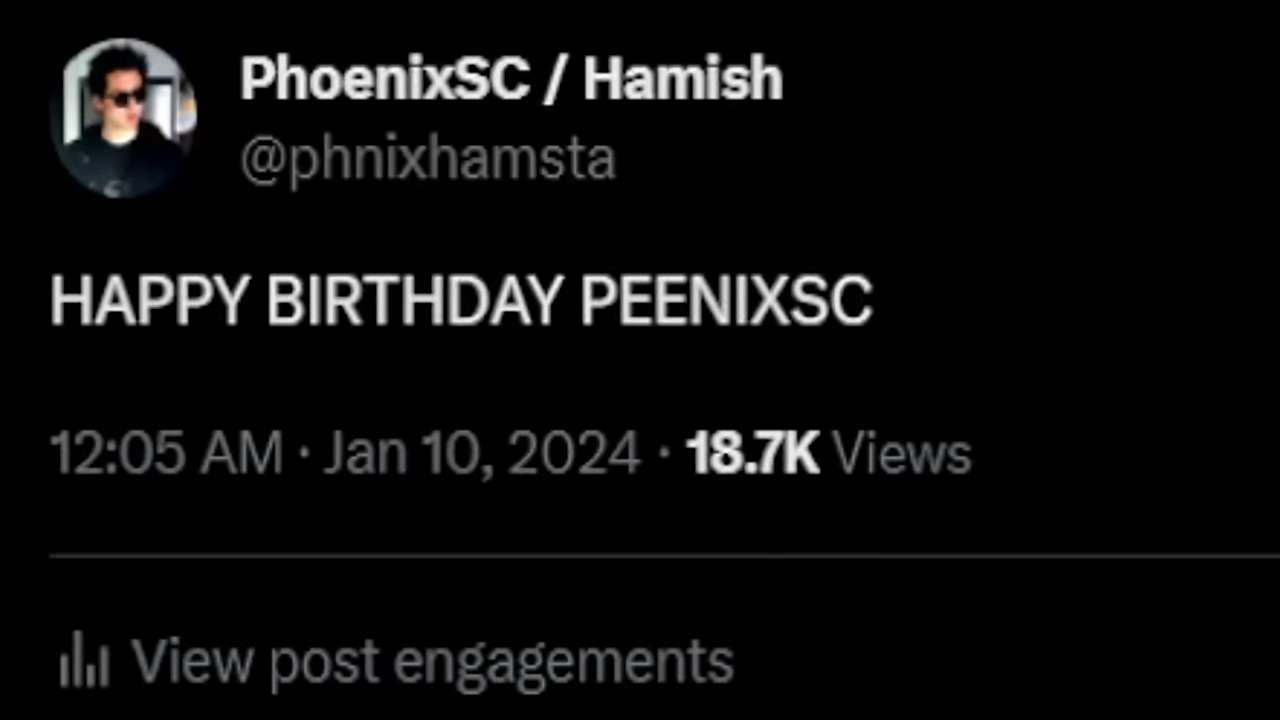 PhoenixSC / Hamish
@phnixhamsta
HAPPY BIRTHDAY PEENIXSC
12:05 AM · Jan 10, 2024 · 18.7K Views
View post engagements